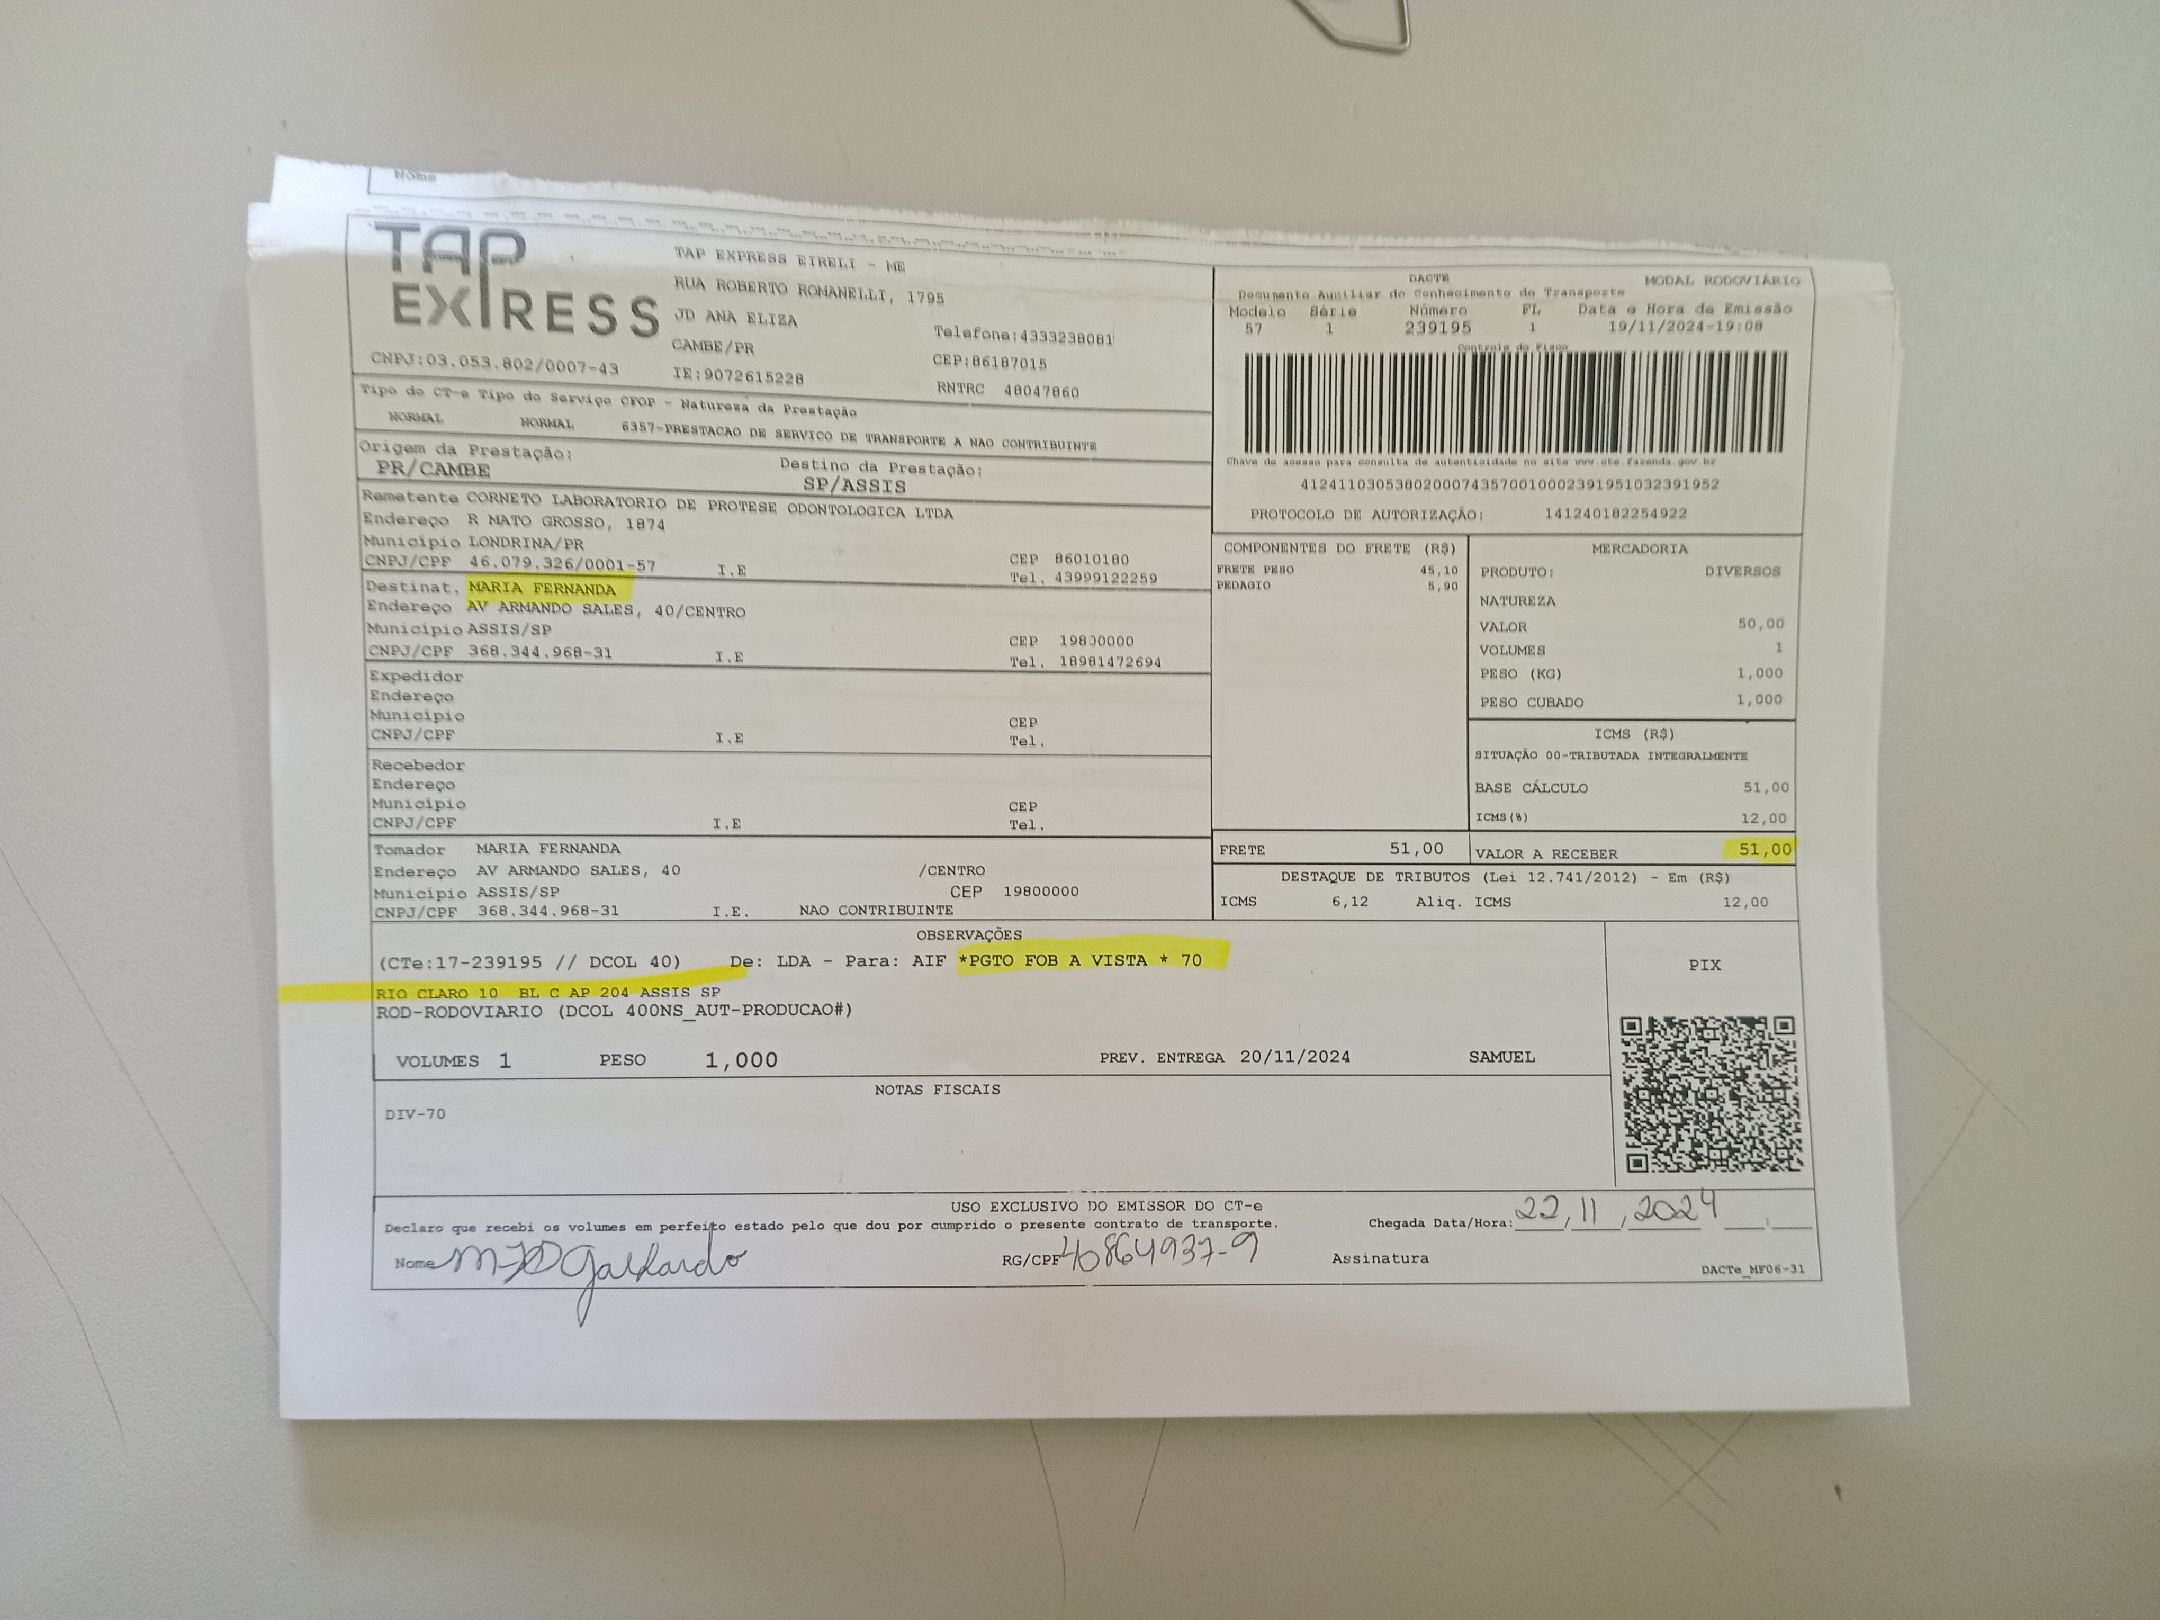 Nome
TAP EXPRESS
TAP EXPRESS EIRELI - ME
RUA ROBERTO ROMANELLI, 1795
JD ANA ELIZA
Telefone:4333238081
CAMBE/PR
CEP:86187015
CNPJ:03.053.802/0007-43
IE:9072615228
RNTRC 48047860
DACTE
MODAL RODOVIÁRIO
Documento Auxiliar do Conhecimento de Transporte
Modelo Série Número FL Data e Hora da Emissão
57 1 239195 1 19/11/2024-19:08
Controle do Fisco
Chave de acesso para consulta de autenticidade no site www.cte.fazenda.gov.br
41241103053802000743570010002391951032391952
PROTOCOLO DE AUTORIZAÇÃO: 141240182254922
Tipo do CT-e Tipo do Serviço CFOP - Natureza da Prestação
NORMAL NORMAL 6357-PRESTACAO DE SERVICO DE TRANSPORTE A NAO CONTRIBUINTE
Origem da Prestação:
PR/CAMBE
Destino da Prestação:
SP/ASSIS
Remetente CORNETO LABORATORIO DE PROTESE ODONTOLOGICA LTDA
Endereço R MATO GROSSO, 1874
Município LONDRINA/PR
CEP 86010180
CNPJ/CPF 46.079.326/0001-57 I.E
Tel. 43999122259
Destinat. MARIA FERNANDA
Endereço AV ARMANDO SALES, 40/CENTRO
Município ASSIS/SP
CEP 19800000
CNPJ/CPF 368.344.968-31 I.E
Tel. 18981472694
Expedidor
Endereço
Município CEP
CNPJ/CPF I.E Tel.
Recebedor
Endereço
Município CEP
CNPJ/CPF I.E Tel.
Tomador MARIA FERNANDA
Endereço AV ARMANDO SALES, 40 /CENTRO
Município ASSIS/SP CEP 19800000
CNPJ/CPF 368.344.968-31 I.E. NAO CONTRIBUINTE
COMPONENTES DO FRETE (R$)
FRETE PESO 45,10
PEDAGIO 5,90
MERCADORIA
PRODUTO: DIVERSOS
NATUREZA
VALOR 50,00
VOLUMES 1
PESO (KG) 1,000
PESO CUBADO 1,000
ICMS (R$)
SITUAÇÃO 00-TRIBUTADA INTEGRALMENTE
BASE CÁLCULO 51,00
ICMS(%) 12,00
FRETE 51,00
VALOR A RECEBER 51,00
DESTAQUE DE TRIBUTOS (Lei 12.741/2012) - Em (R$)
ICMS 6,12 Aliq. ICMS 12,00
OBSERVAÇÕES
(CTe:17-239195 // DCOL 40) De: LDA - Para: AIF *PGTO FOB A VISTA * 70
RIO CLARO 10 BL C AP 204 ASSIS SP
ROD-RODOVIARIO (DCOL 400NS_AUT-PRODUCAO#)
VOLUMES 1 PESO 1,000 PREV. ENTREGA 20/11/2024 SAMUEL
PIX
NOTAS FISCAIS
DIV-70
USO EXCLUSIVO DO EMISSOR DO CT-e
Declaro que recebi os volumes em perfeito estado pelo que dou por cumprido o presente contrato de transporte.
Chegada Data/Hora: 22/11/2024
Nome Galhardo RG/CPF 40864937-9 Assinatura
DACTe_MF06-31